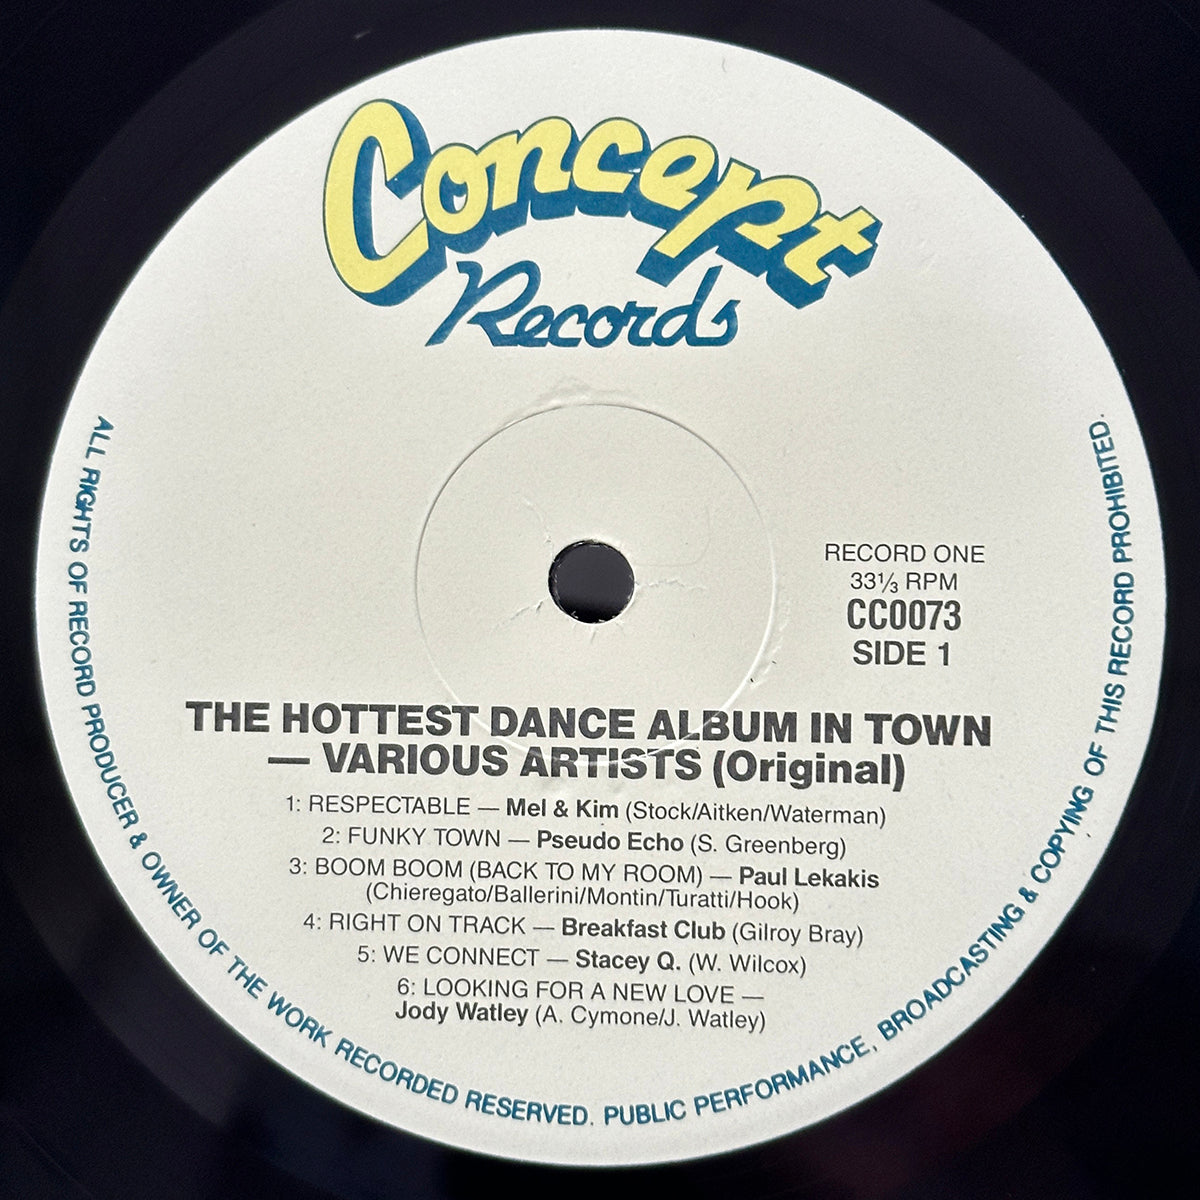 Concept
Records
RECORD ONE
33⅓ RPM
CC0073
SIDE 1
THE HOTTEST DANCE ALBUM IN TOWN
— VARIOUS ARTISTS (Original)
1: RESPECTABLE — Mel & Kim (Stock/Aitken/Waterman)
2: FUNKY TOWN — Pseudo Echo (S. Greenberg)
3: BOOM BOOM (BACK TO MY ROOM) — Paul Lekakis
(Chieregato/Ballerini/Montin/Turatti/Hook)
4: RIGHT ON TRACK — Breakfast Club (Gilroy Bray)
5: WE CONNECT — Stacey Q. (W. Wilcox)
6: LOOKING FOR A NEW LOVE —
Jody Watley (A. Cymone/J. Watley)
ALL RIGHTS OF RECORD PRODUCER & OWNER OF THE WORK RECORDED RESERVED. PUBLIC PERFORMANCE, BROADCASTING & COPYING OF THIS RECORD PROHIBITED.